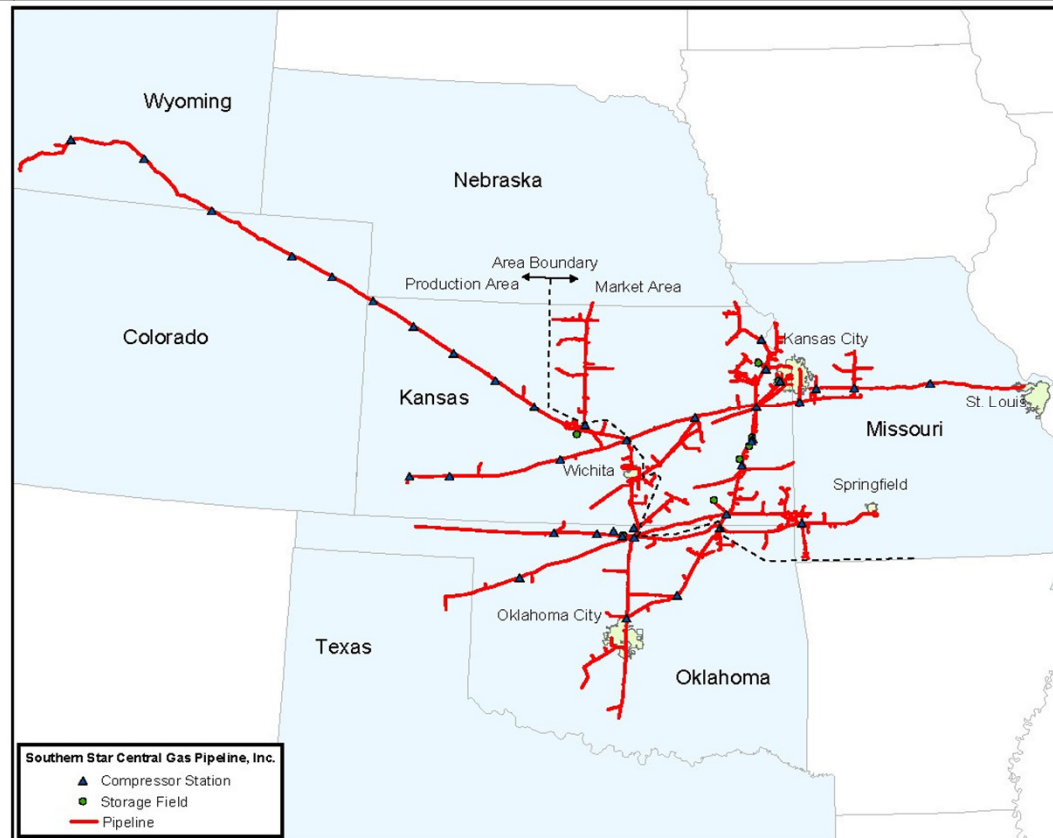 Wyoming
Nebraska
Area Boundary
Production Area
Market Area
Colorado
Kansas City
Kansas
St. Louis
Missouri
Wichita
Springfield
Oklahoma City
Texas
Oklahoma
Southern Star Central Gas Pipeline, Inc.
Compressor Station
Storage Field
Pipeline